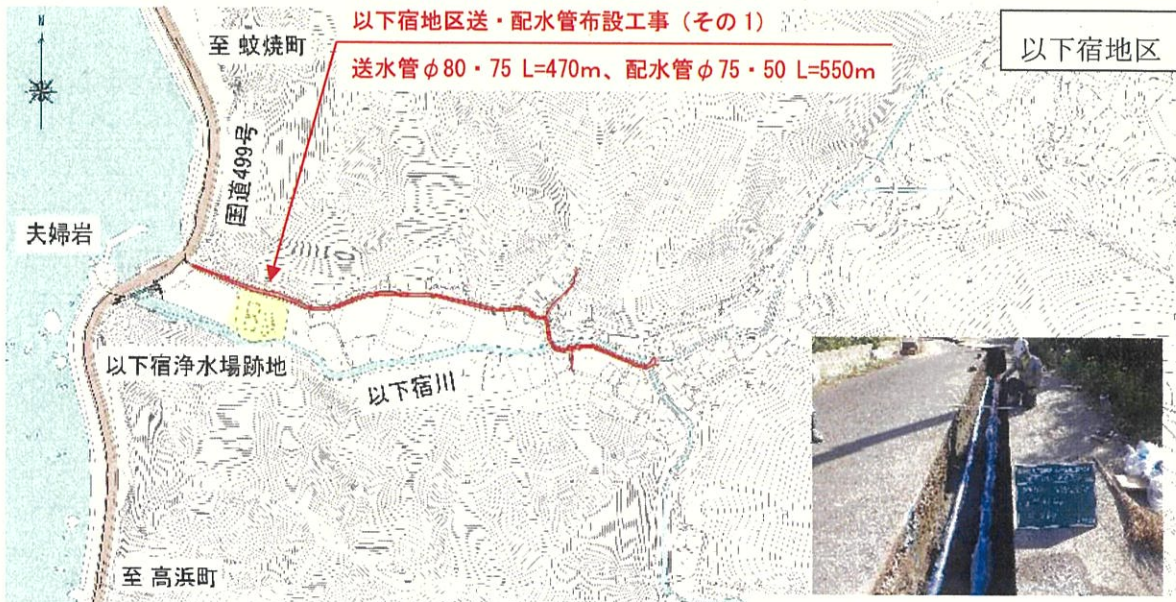 以下宿地区送・配水管布設工事（その1）
送水管φ80・75 L=470m、配水管φ75・50 L=550m
以下宿地区
N
至 蚊焼町
国道499号
夫婦岩
以下宿浄水場跡地
以下宿川
至 高浜町